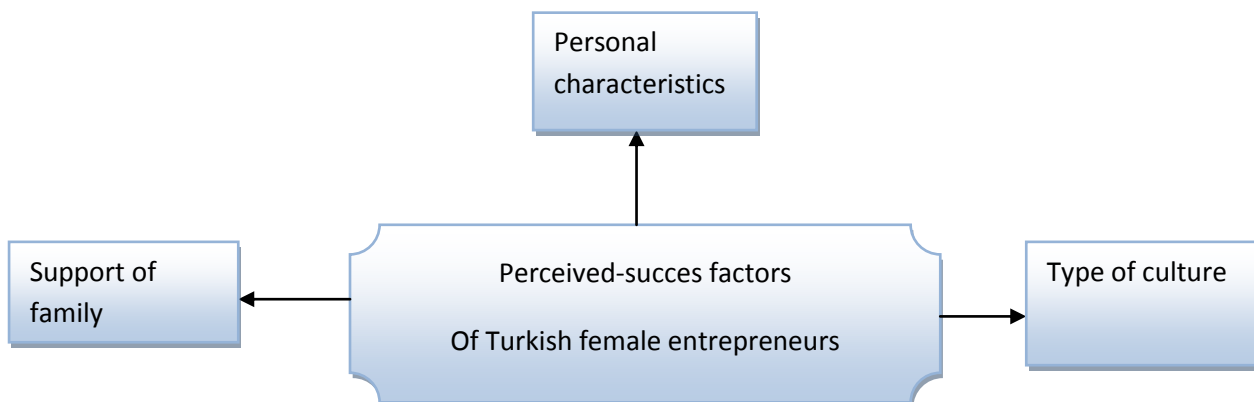 Personal
characteristics
Support of
family
Perceived-succes factors
Of Turkish female entrepreneurs
Type of culture